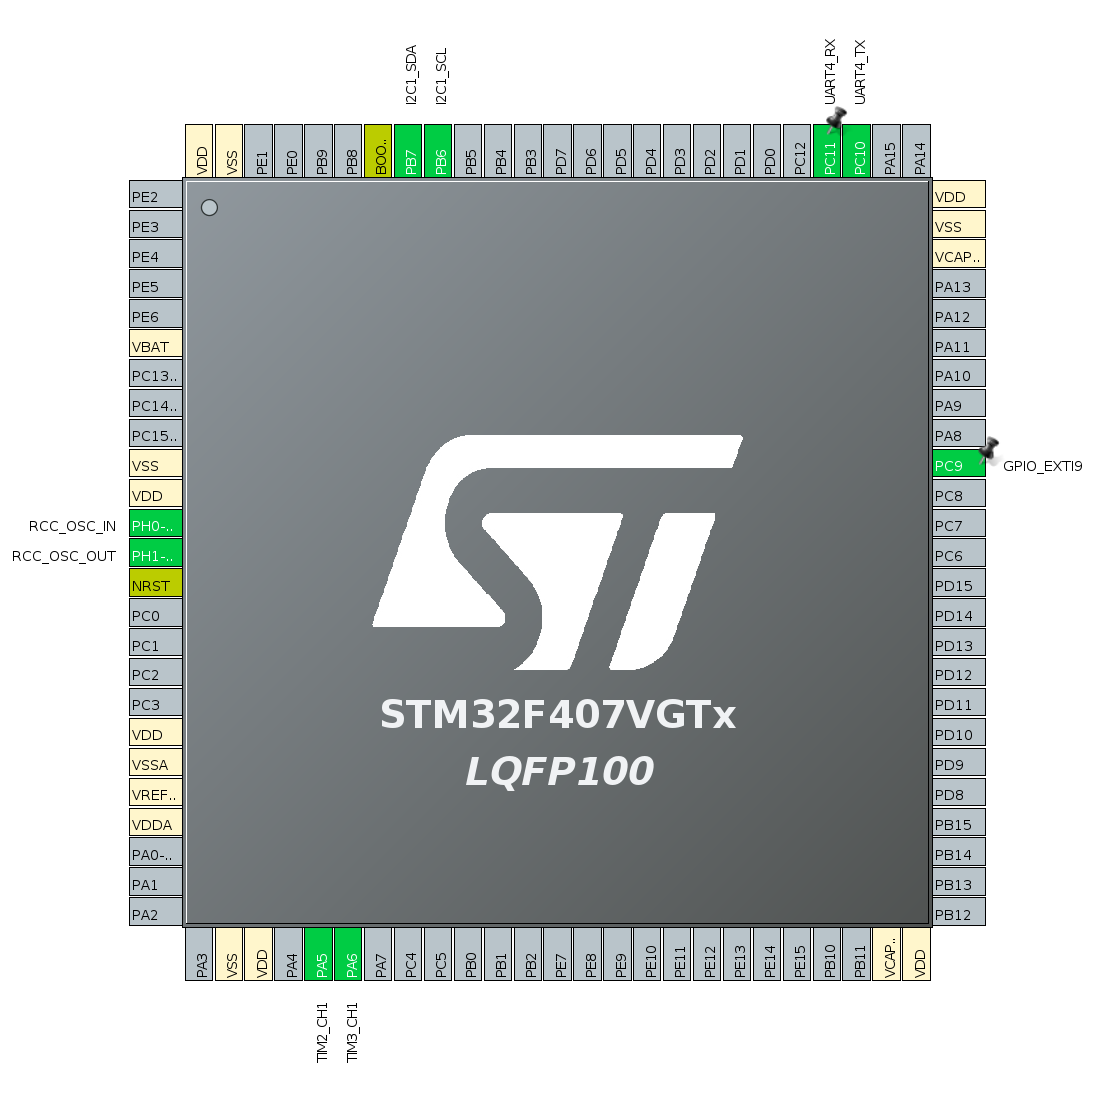 I2C1_SDA
I2C1_SCL
UART4_RX
UART4_TX
VDD
VSS
PE1
PE0
PB9
PB8
BOO..
PB7
PB6
PB5
PB4
PB3
PD7
PD6
PD5
PD4
PD3
PD2
PD1
PD0
PC12
PC11
PC10
PA15
PA14
PE2
PE3
PE4
PE5
PE6
VBAT
PC13..
PC14..
PC15..
VSS
VDD
RCC_OSC_IN PH0-..
RCC_OSC_OUT PH1-..
NRST
PC0
PC1
PC2
PC3
VDD
VSSA
VREF..
VDDA
PA0-..
PA1
PA2
ST
STM32F407VGTx
LQFP100
VDD
VSS
VCAP..
PA13
PA12
PA11
PA10
PA9
PA8
PC9 GPIO_EXTI9
PC8
PC7
PC6
PD15
PD14
PD13
PD12
PD11
PD10
PD9
PD8
PB15
PB14
PB13
PB12
PA3
VSS
VDD
PA4
PA5
PA6
PA7
PC4
PC5
PB0
PB1
PB2
PE7
PE8
PE9
PE10
PE11
PE12
PE13
PE14
PE15
PB10
PB11
VCAP..
VDD
TIM2_CH1
TIM3_CH1